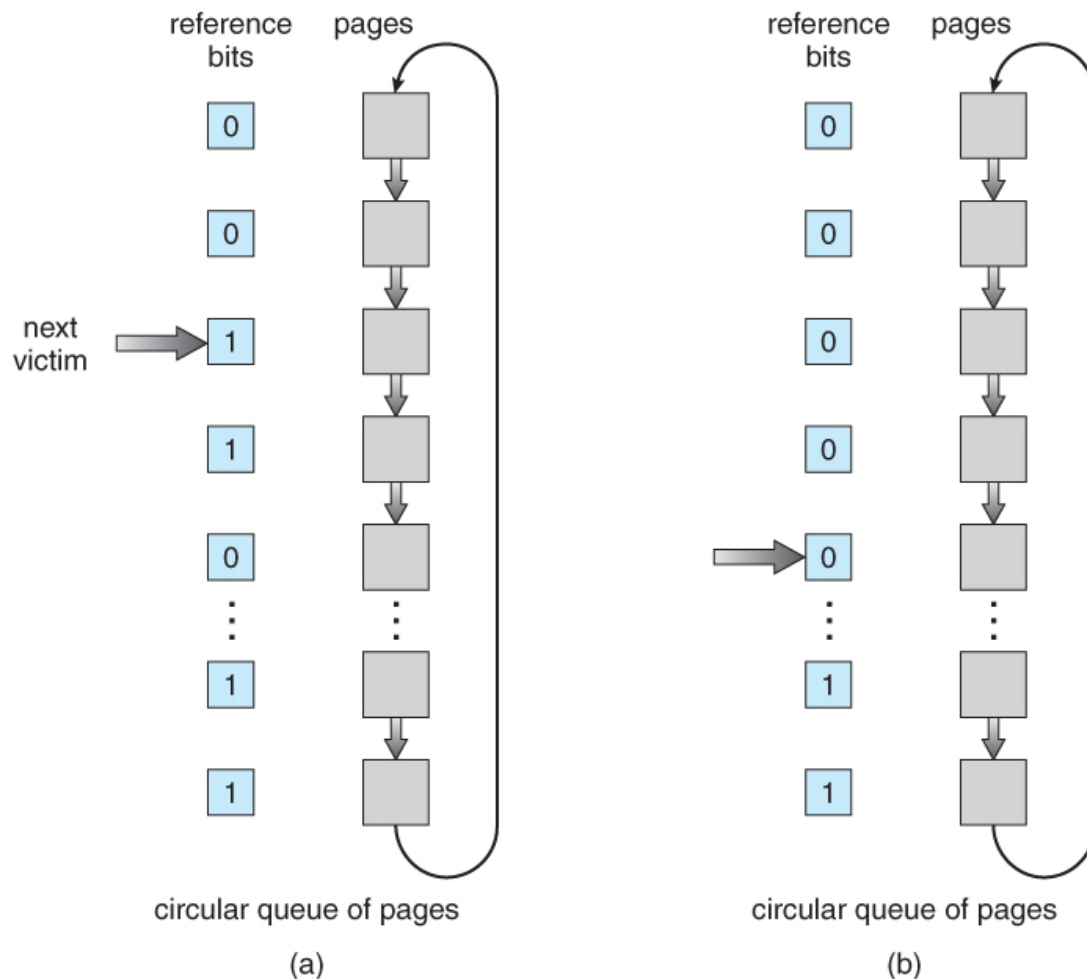 reference bits
pages
0
0
next victim
1
1
0
1
1
circular queue of pages
(a)
reference bits
pages
0
0
0
0
0
1
1
circular queue of pages
(b)